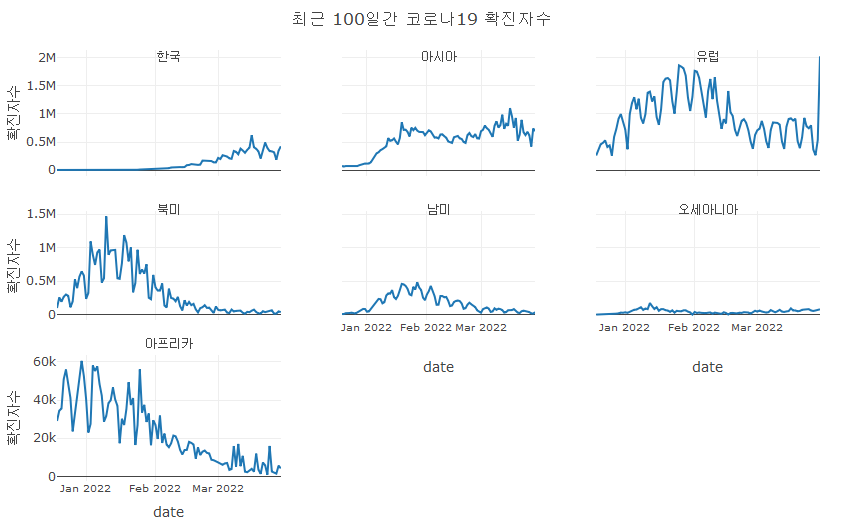 최근 100일간 코로나19 확진자수
한국 아시아 유럽
확진자수
2M
1.5M
1M
0.5M
0
북미 남미 오세아니아
확진자수
1.5M
1M
0.5M
0
Jan 2022 Feb 2022 Mar 2022
date
Jan 2022 Feb 2022 Mar 2022
date
아프리카
확진자수
60k
40k
20k
0
Jan 2022 Feb 2022 Mar 2022
date